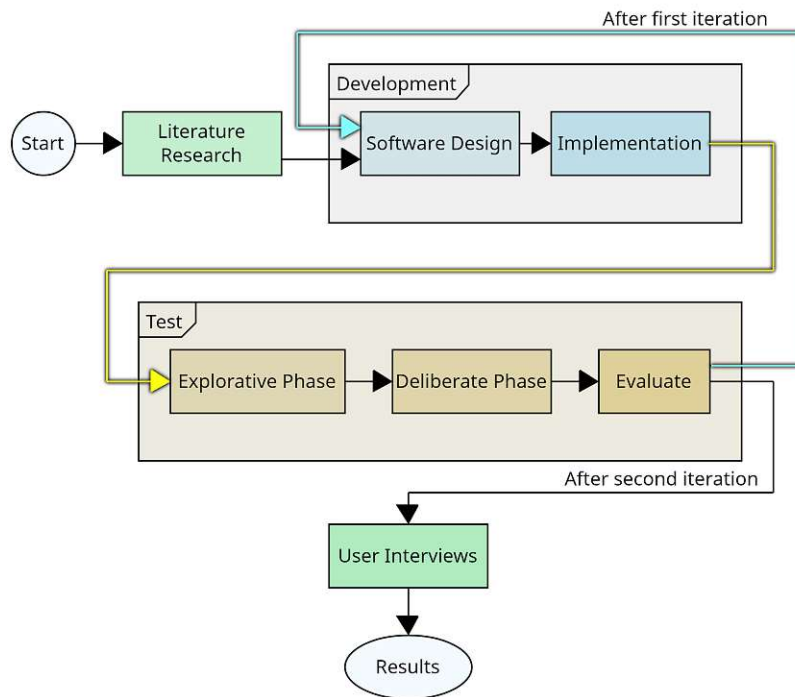 After first iteration
Development
Start
Literature
Research
Software Design
Implementation
Test
Explorative Phase
Deliberate Phase
Evaluate
After second iteration
User Interviews
Results